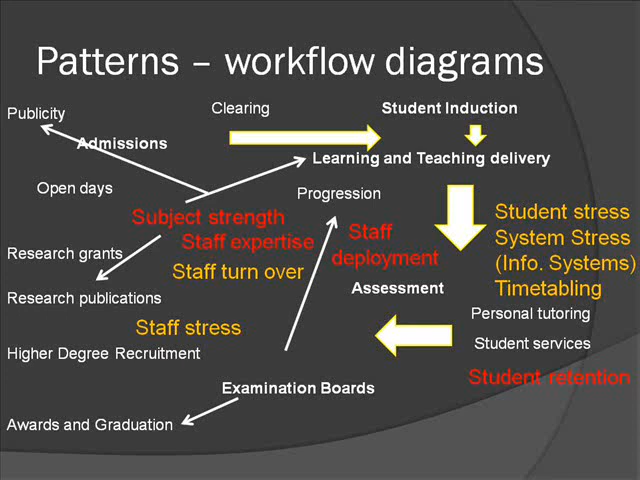 Patterns – workflow diagrams
Publicity
Clearing
Student Induction
Admissions
Learning and Teaching delivery
Open days
Progression
Subject strength
Staff expertise
Staff
deployment
Student stress
System Stress
(Info. Systems)
Timetabling
Research grants
Staff turn over
Research publications
Assessment
Personal tutoring
Staff stress
Student services
Higher Degree Recruitment
Student retention
Examination Boards
Awards and Graduation